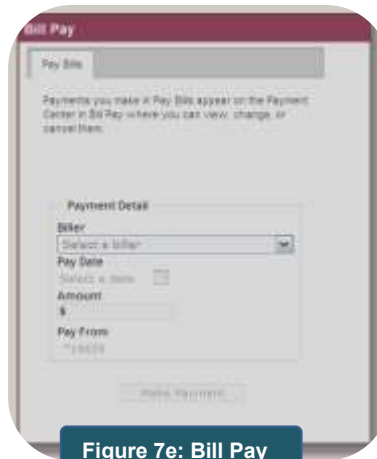 Bill Pay
Pay Bills
Payments you make in Pay Bills appear on the Payment
Center in Bill Pay where you can view, change, or
cancel them.
Payment Detail
Biller
Select a biller
Pay Date
Select a date
Amount
$
Pay From
Make Payment
Figure 7e: Bill Pay